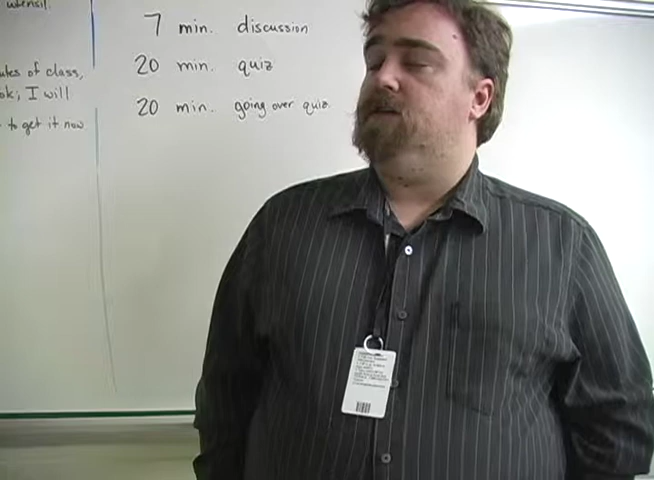 utensil.
7 min. discussion
ules of class,
20 min. quiz
ok; I will
20 min. going over quiz.
to get it now